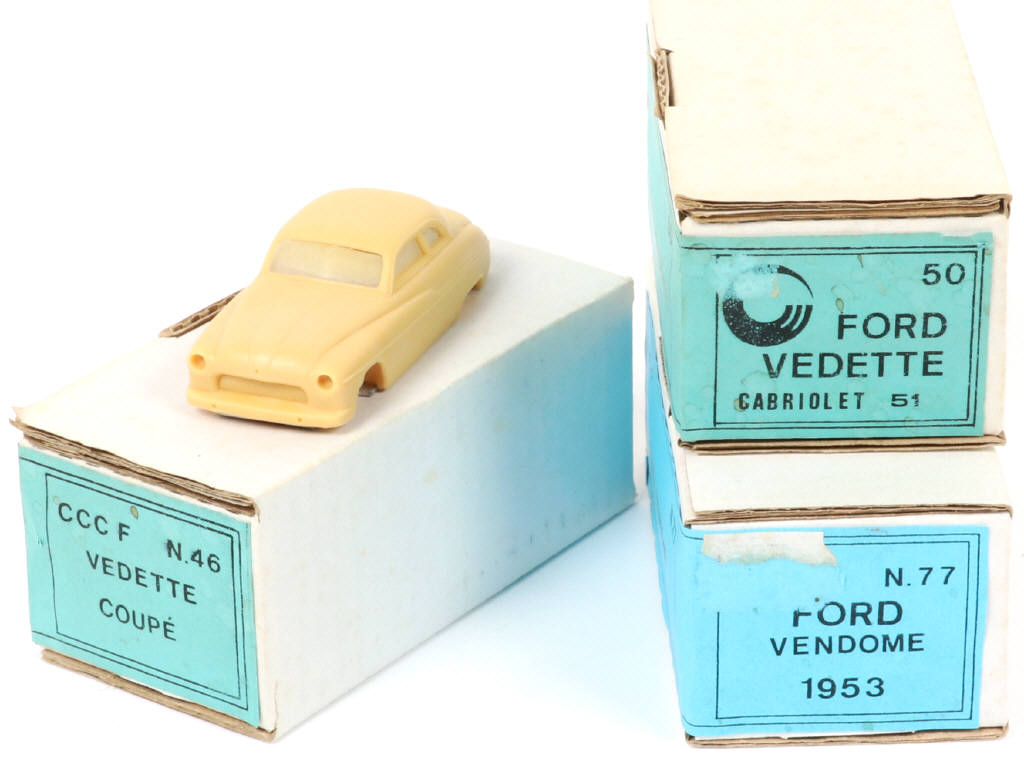 CCC F N.46
VEDETTE
COUPÉ
50
FORD
VEDETTE
CABRIOLET 51
N.77
FORD
VENDOME
1953